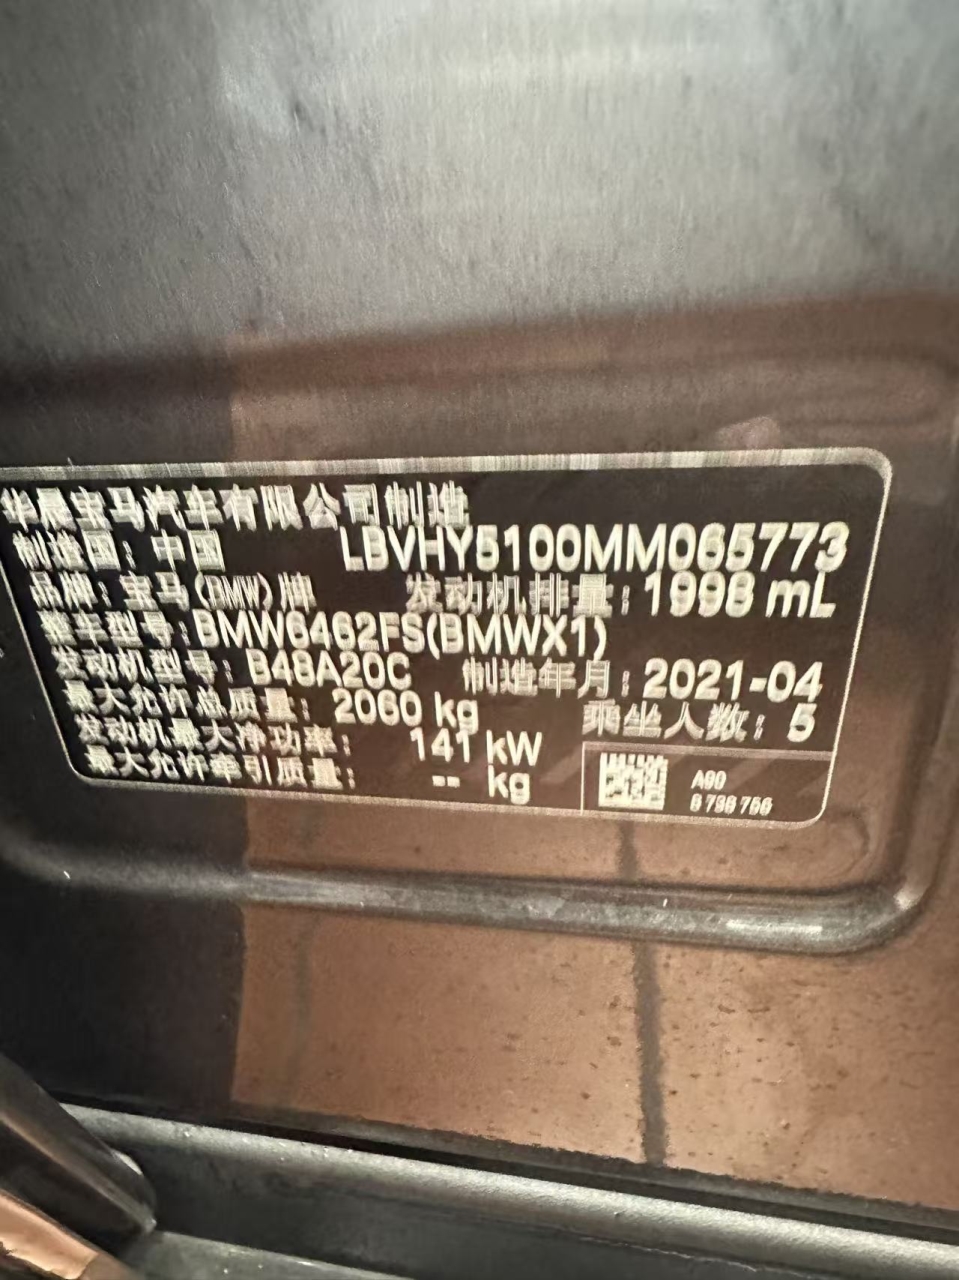 华晨宝马汽车有限公司制造
制造国：中国 LBVHY5100MM065773
品牌：宝马(BMW)牌 发动机排量：1998 mL
整车型号：BMW6462FS(BMWX1)
发动机型号：B48A20C 制造年月：2021-04
最大允许总质量：2060 kg 乘坐人数：5
发动机最大净功率：141 kW
最大允许牵引质量：-- kg
A90